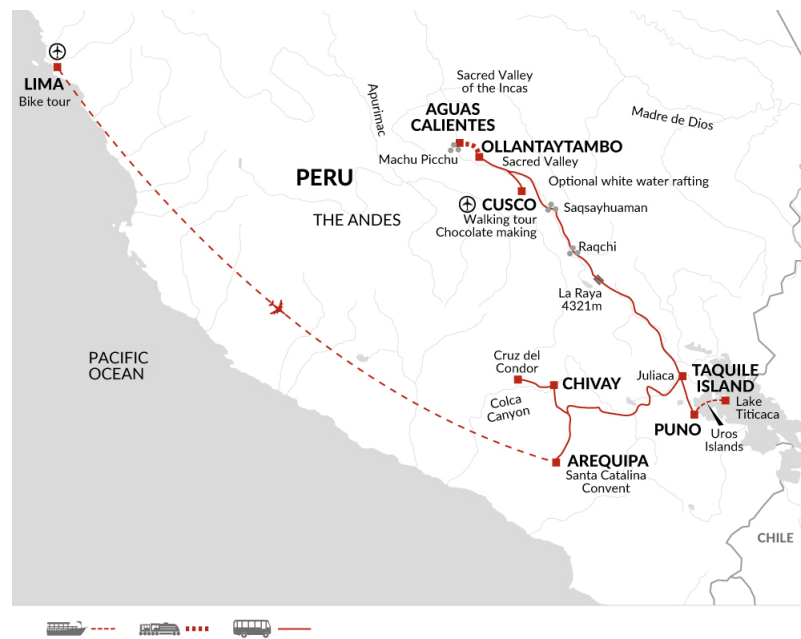 LIMA
Bike tour
Apurimac
Sacred Valley
of the Incas
Madre de Dios
AGUAS
CALIENTES
Machu Picchu
OLLANTAYTAMBO
Sacred Valley
PERU
THE ANDES
Optional white water rafting
CUSCO
Walking tour
Chocolate making
Saqsayhuaman
Raqchi
La Raya
4321m
PACIFIC
OCEAN
Cruz del
Condor
CHIVAY
Colca
Canyon
Juliaca
TAQUILE
ISLAND
Lake
Titicaca
PUNO
Uros
Islands
AREQUIPA
Santa Catalina
Convent
CHILE